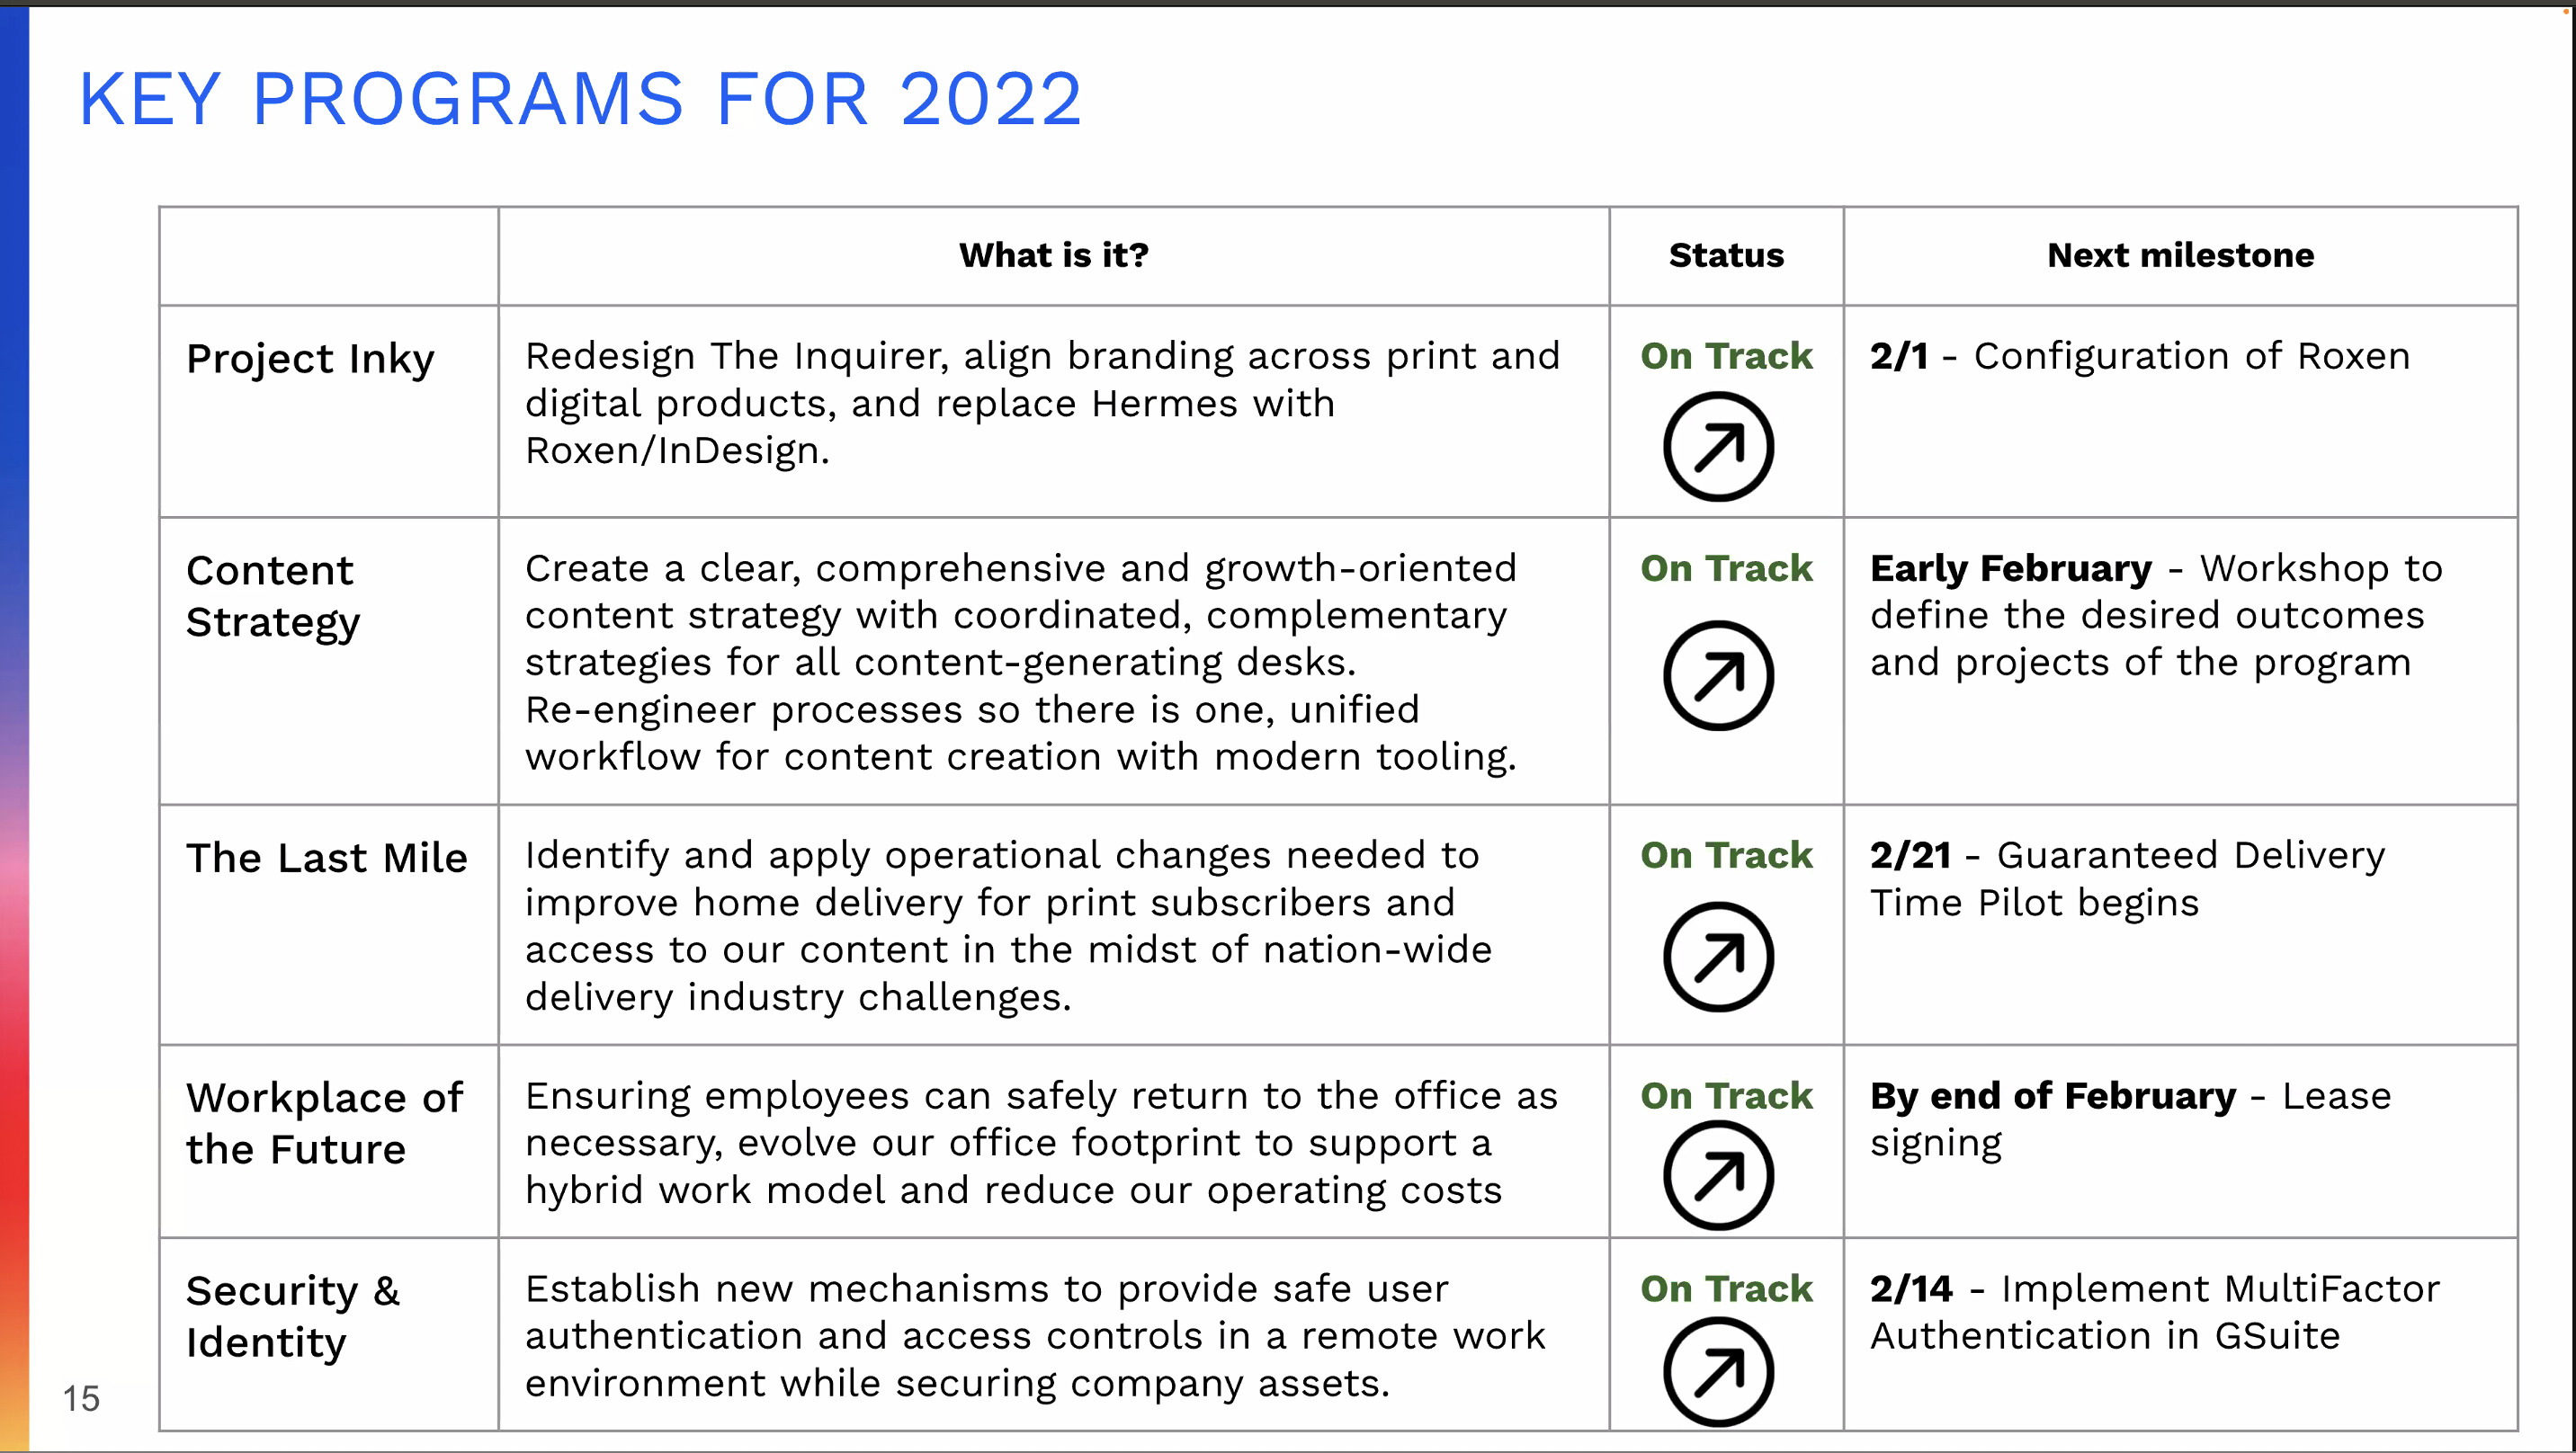 KEY PROGRAMS FOR 2022
What is it?
Status
Next milestone
Project Inky
Redesign The Inquirer, align branding across print and
digital products, and replace Hermes with
Roxen/InDesign.
On Track
2/1 - Configuration of Roxen
Content
Strategy
Create a clear, comprehensive and growth-oriented
content strategy with coordinated, complementary
strategies for all content-generating desks.
Re-engineer processes so there is one, unified
workflow for content creation with modern tooling.
On Track
Early February - Workshop to
define the desired outcomes
and projects of the program
The Last Mile
Identify and apply operational changes needed to
improve home delivery for print subscribers and
access to our content in the midst of nation-wide
delivery industry challenges.
On Track
2/21 - Guaranteed Delivery
Time Pilot begins
Workplace of
the Future
Ensuring employees can safely return to the office as
necessary, evolve our office footprint to support a
hybrid work model and reduce our operating costs
On Track
By end of February - Lease
signing
Security &
Identity
Establish new mechanisms to provide safe user
authentication and access controls in a remote work
environment while securing company assets.
On Track
2/14 - Implement MultiFactor
Authentication in GSuite
15